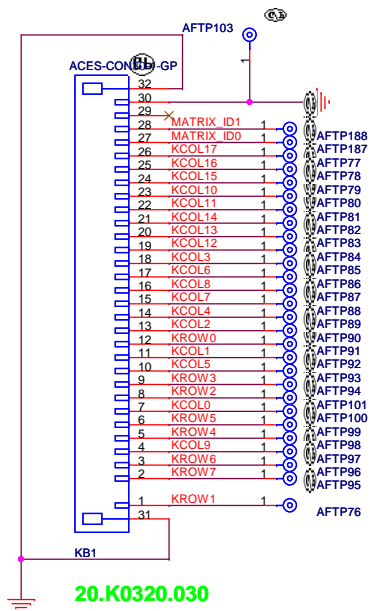 AFTP103
1
32
30
29
28 MATRIX_ID1 1 AFTP188
27 MATRIX_ID0 1 AFTP187
26 KCOL17 1 AFTP77
25 KCOL16 1 AFTP78
24 KCOL15 1 AFTP79
23 KCOL10 1 AFTP80
22 KCOL11 1 AFTP81
21 KCOL14 1 AFTP82
20 KCOL13 1 AFTP83
19 KCOL12 1 AFTP84
18 KCOL3 1 AFTP85
17 KCOL6 1 AFTP86
16 KCOL8 1 AFTP87
15 KCOL7 1 AFTP88
14 KCOL4 1 AFTP89
13 KCOL2 1 AFTP90
12 KROW0 1 AFTP91
11 KCOL1 1 AFTP92
10 KCOL5 1 AFTP93
9 KROW3 1 AFTP94
8 KROW2 1 AFTP101
7 KCOL0 1 AFTP100
6 KROW5 1 AFTP99
5 KROW4 1 AFTP98
4 KCOL9 1 AFTP97
3 KROW6 1 AFTP96
2 KROW7 1 AFTP95
1 KROW1 1 AFTP76
31
KB1
20.K0320.030